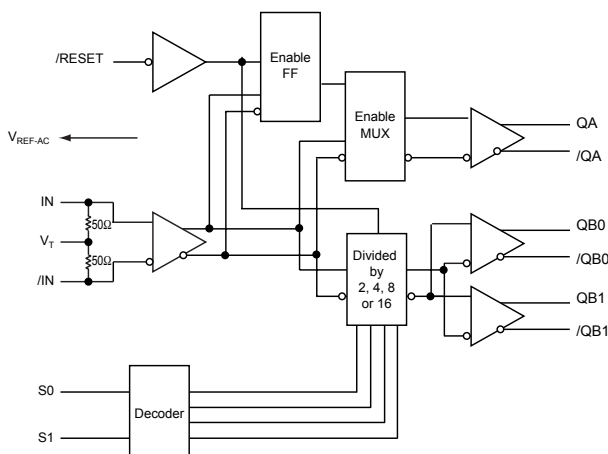 /RESET
Enable
FF
Enable
MUX
QA
/QA
VREF-AC
IN
50Ω
VT
50Ω
/IN
Divided
by
2, 4, 8
or 16
QB0
/QB0
QB1
/QB1
S0
Decoder
S1